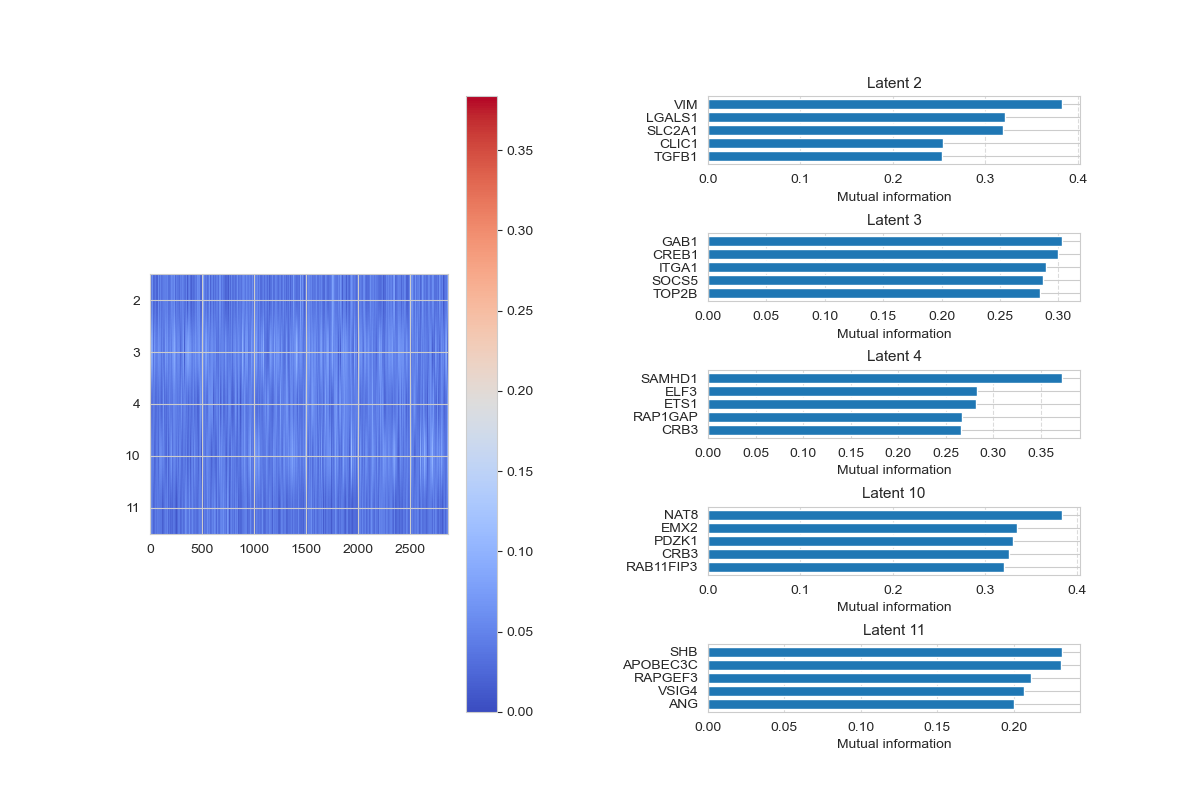 2
3
4
10
11
0
500
1000
1500
2000
2500
0.35
0.30
0.25
0.20
0.15
0.10
0.05
0.00
Latent 2
VIM
LGALS1
SLC2A1
CLIC1
TGFB1
0.0 0.1 0.2 0.3 0.4
Mutual information
Latent 3
GAB1
CREB1
ITGA1
SOCS5
TOP2B
0.00 0.05 0.10 0.15 0.20 0.25 0.30
Mutual information
Latent 4
SAMHD1
ELF3
ETS1
RAP1GAP
CRB3
0.00 0.05 0.10 0.15 0.20 0.25 0.30 0.35
Mutual information
Latent 10
NAT8
EMX2
PDZK1
CRB3
RAB11FIP3
0.0 0.1 0.2 0.3 0.4
Mutual information
Latent 11
SHB
APOBEC3C
RAPGEF3
VSIG4
ANG
0.00 0.05 0.10 0.15 0.20
Mutual information